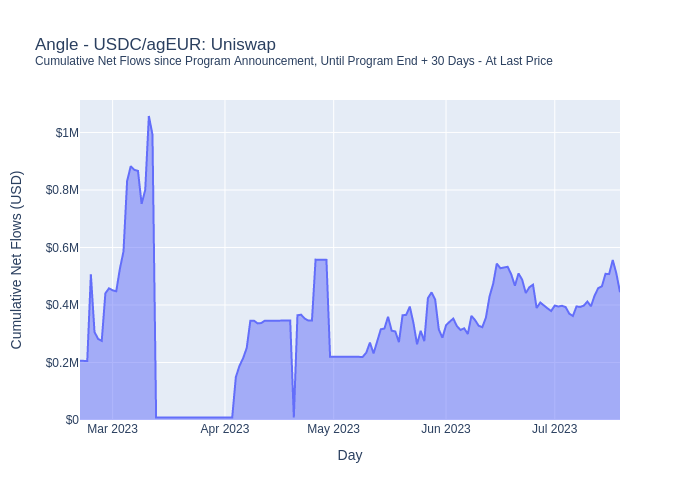 Angle - USDC/agEUR: Uniswap
Cumulative Net Flows since Program Announcement, Until Program End + 30 Days - At Last Price
Cumulative Net Flows (USD)
$1M
$0.8M
$0.6M
$0.4M
$0.2M
$0
Mar 2023
Apr 2023
May 2023
Jun 2023
Jul 2023
Day